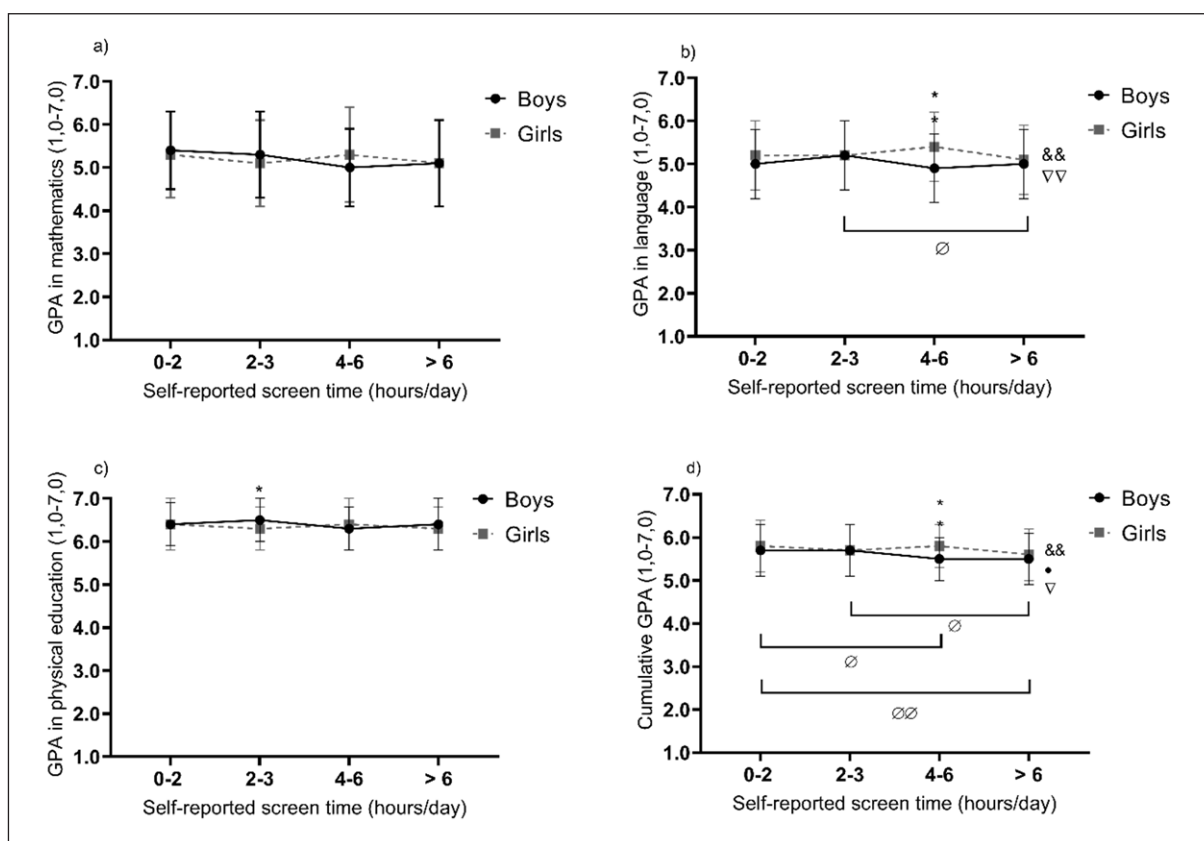 a)
GPA in mathematics (1,0-7,0)
7.0
6.0
5.0
4.0
3.0
2.0
1.0
0-2 2-3 4-6 > 6
Self-reported screen time (hours/day)
Boys
Girls
b)
GPA in language (1,0-7,0)
7.0
6.0
5.0
4.0
3.0
2.0
1.0
*
*
&&
∇∇
∅
0-2 2-3 4-6 > 6
Self-reported screen time (hours/day)
Boys
Girls
c)
GPA in physical education (1,0-7,0)
7.0
6.0
5.0
4.0
3.0
2.0
1.0
*
0-2 2-3 4-6 > 6
Self-reported screen time (hours/day)
Boys
Girls
d)
Cumulative GPA (1,0-7,0)
7.0
6.0
5.0
4.0
3.0
2.0
1.0
*
*
&&
•
∇
∅
∅
∅∅
0-2 2-3 4-6 > 6
Self-reported screen time (hours/day)
Boys
Girls